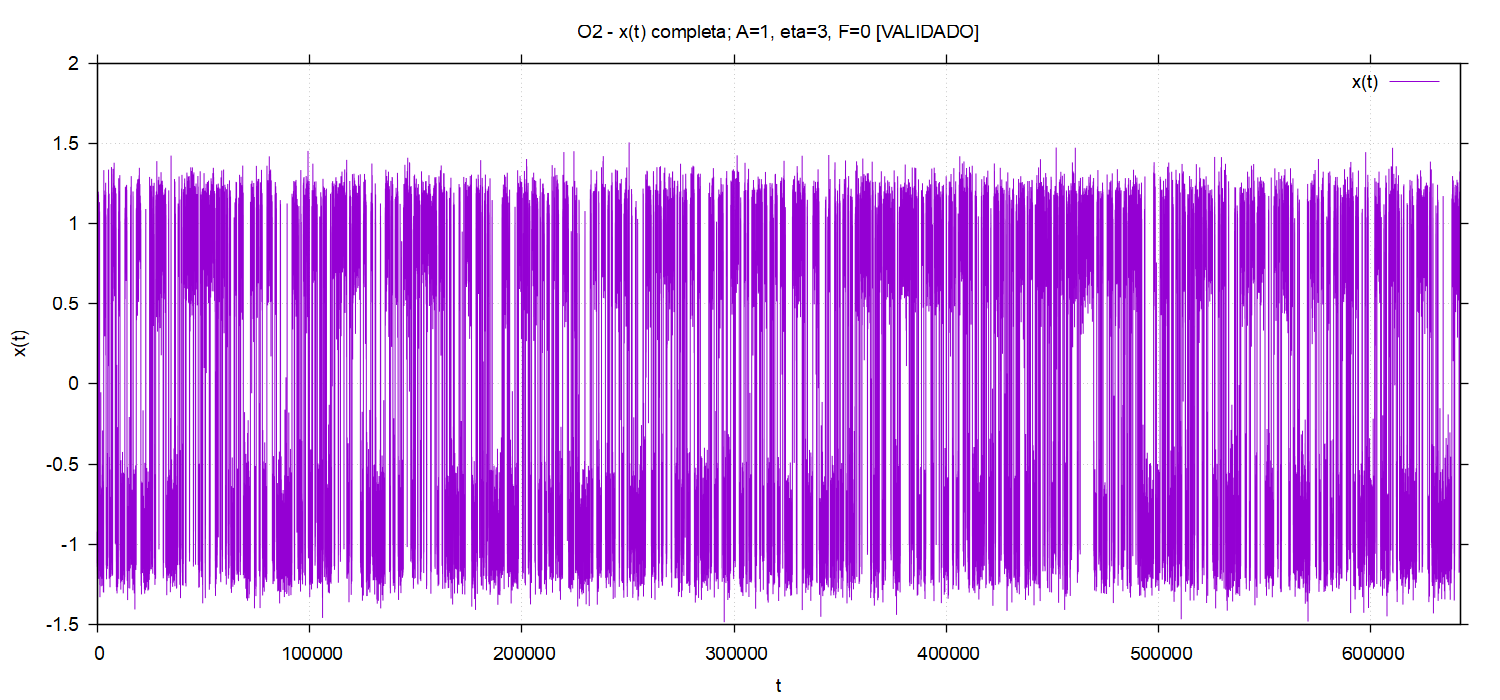 O2 - x(t) completa; A=1, eta=3, F=0 [VALIDADO]
x(t)
2
1.5
1
0.5
0
-0.5
-1
-1.5
x(t)
0 100000 200000 300000 400000 500000 600000
t